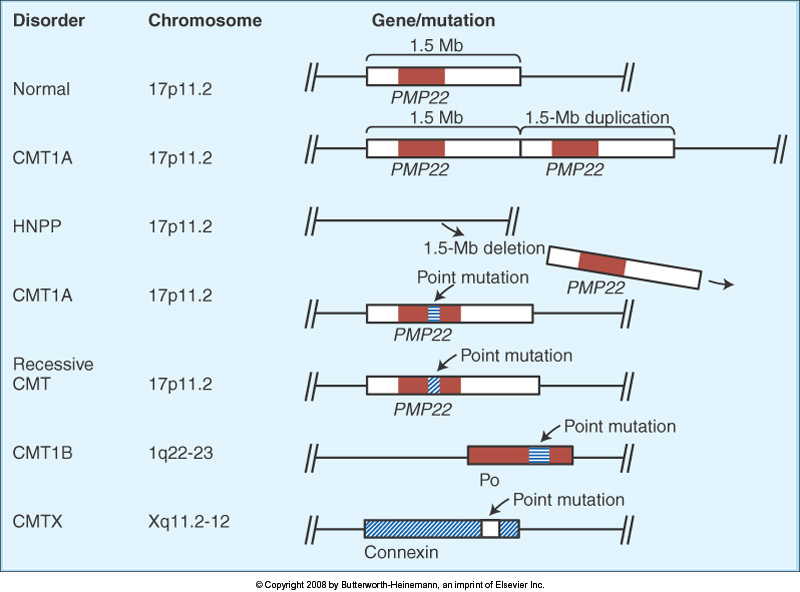 Disorder Chromosome Gene/mutation
1.5 Mb
Normal 17p11.2
PMP22
1.5 Mb 1.5-Mb duplication
CMT1A 17p11.2
PMP22 PMP22
HNPP 17p11.2
1.5-Mb deletion
PMP22
Point mutation
CMT1A 17p11.2
PMP22
Recessive
CMT 17p11.2
Point mutation
PMP22
Point mutation
CMT1B 1q22-23
Po
Point mutation
CMTX Xq11.2-12
Connexin
© Copyright 2008 by Butterworth-Heinemann, an imprint of Elsevier Inc.